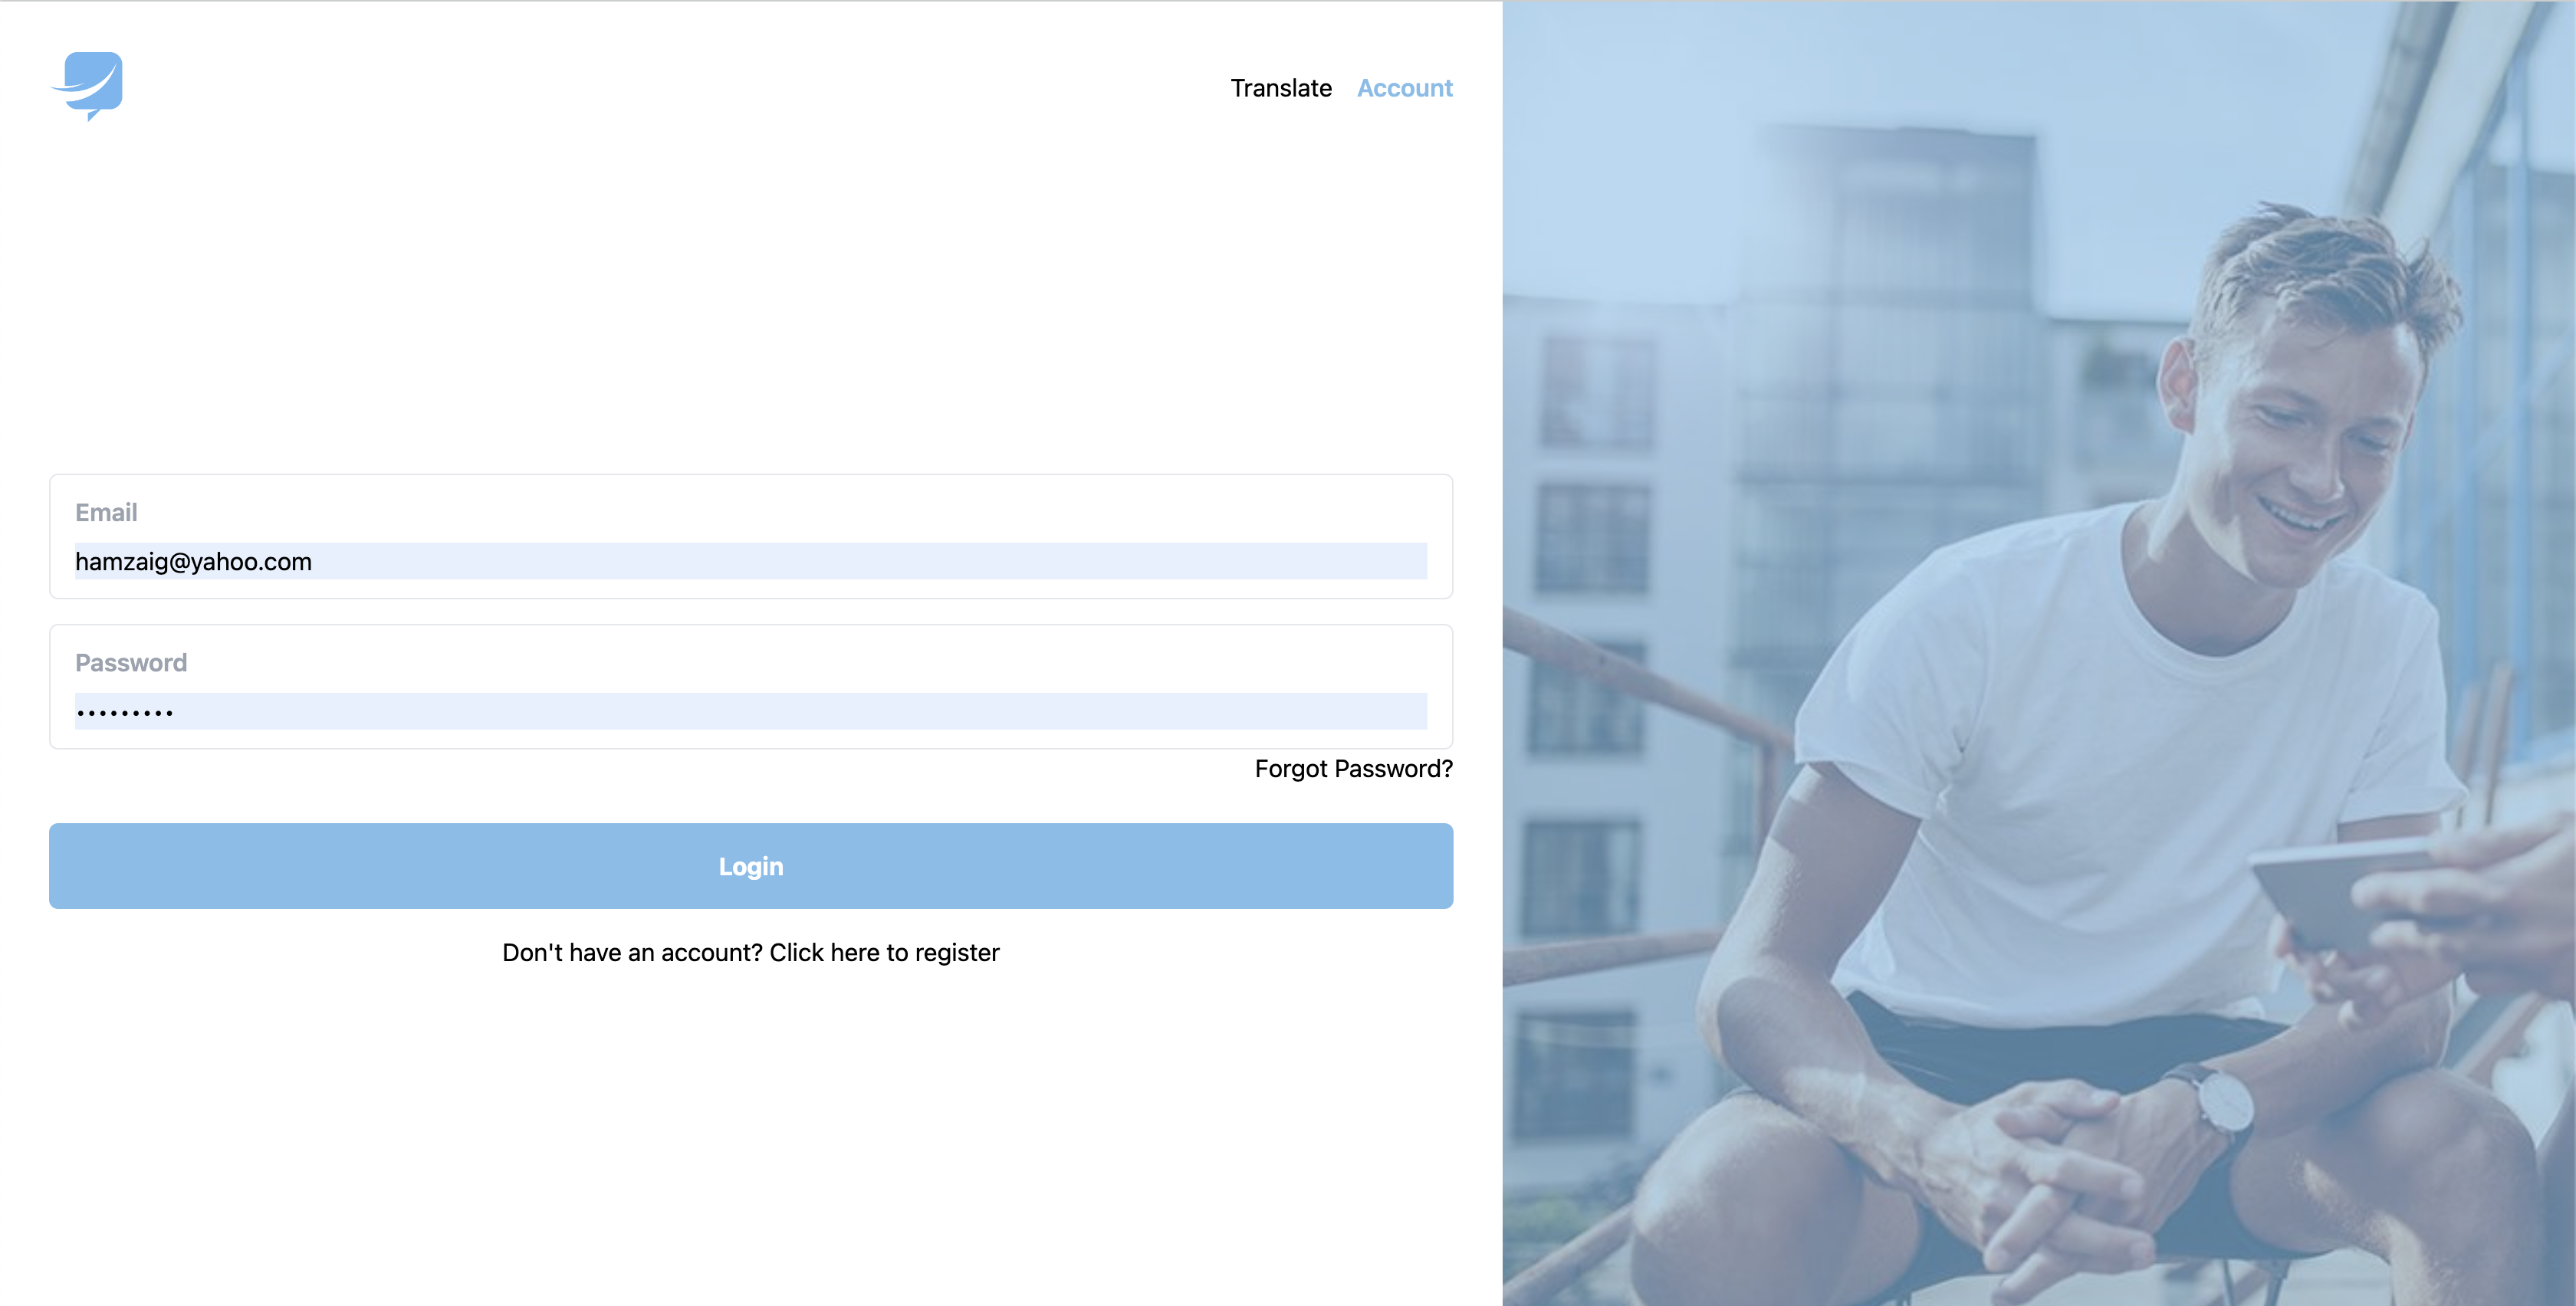 Translate Account
Email
hamzaig@yahoo.com
Password
•••••••••
Forgot Password?
Login
Don't have an account? Click here to register